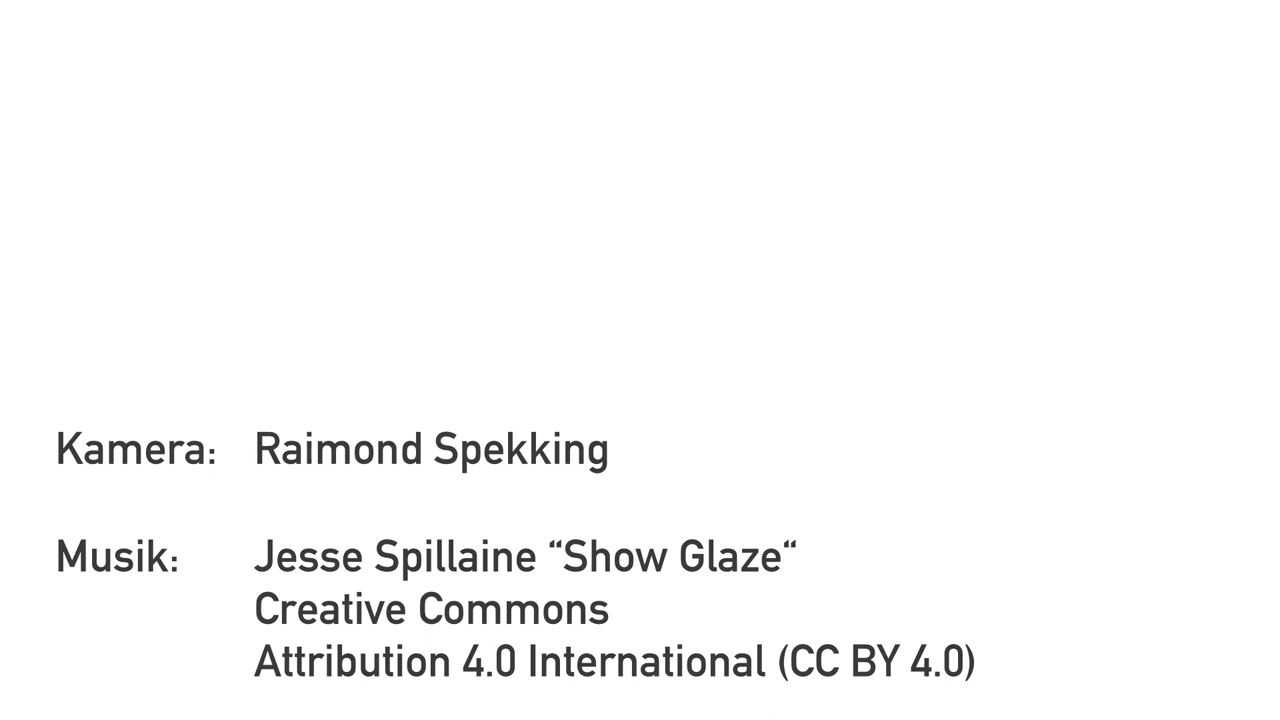 Kamera: Raimond Spekking
Musik: Jesse Spillaine “Show Glaze“
Creative Commons
Attribution 4.0 International (CC BY 4.0)